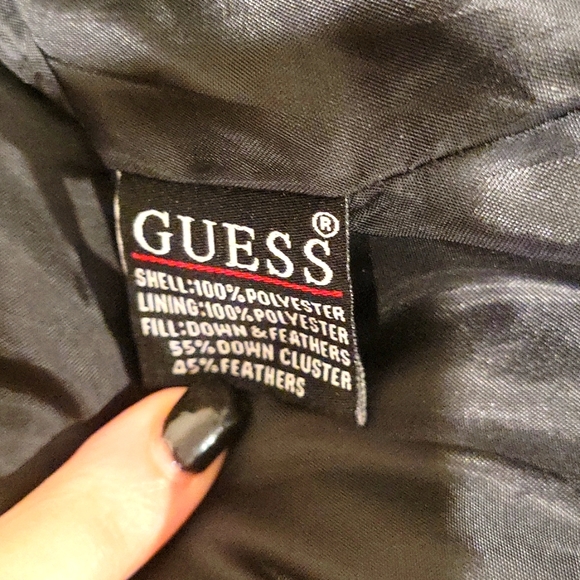 GUESS®
SHELL:100%POLYESTER
LINING:100%POLYESTER
FILL:DOWN & FEATHERS
55%DOWN CLUSTER
45%FEATHERS